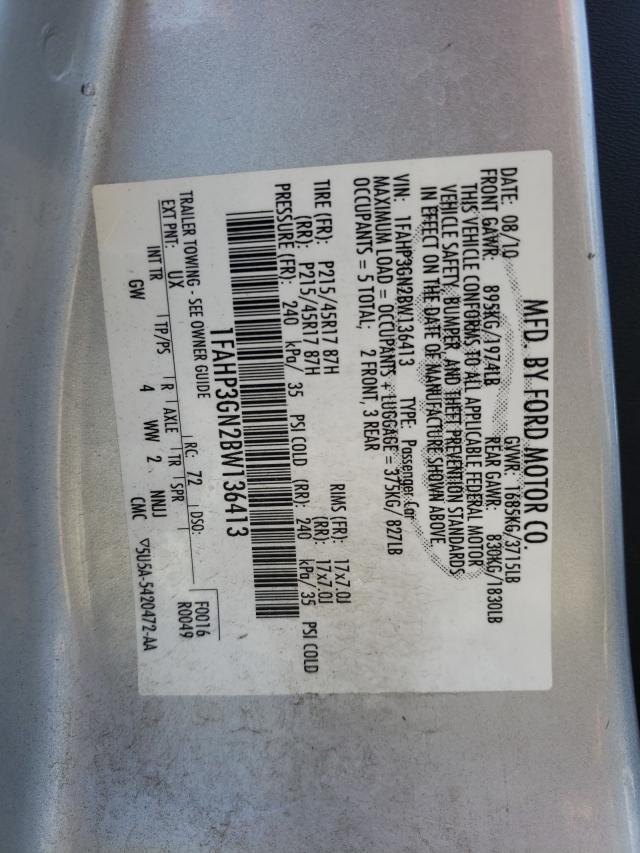 MFD. BY FORD MOTOR CO.
DATE: 08/10 GVWR: 1685KG/3715LB
FRONT GAWR: 895KG/1974LB REAR GAWR: 830KG/1830LB
THIS VEHICLE CONFORMS TO ALL APPLICABLE FEDERAL MOTOR
VEHICLE SAFETY, BUMPER, AND THEFT PREVENTION STANDARDS
IN EFFECT ON THE DATE OF MANUFACTURE SHOWN ABOVE.
VIN: 1FAHP3GN2BW136413 TYPE: Passenger Car
MAXIMUM LOAD = OCCUPANTS + LUGGAGE = 375KG/827LB
OCCUPANTS = 5 TOTAL; 2 FRONT, 3 REAR
TIRE (FR): P215/45R17 87H RIMS (FR): 17x7.0J
(RR): P215/45R17 87H (RR): 17x7.0J
PRESSURE (FR): 240 kPa/ 35 PSI COLD (RR): 240 kPa/ 35 PSI COLD
1FAHP3GN2BW136413
TRAILER TOWING - SEE OWNER GUIDE
EXT PNT: UX RC: 72 DSO: F0016
R0049
INT TR TP/PS R AXLE TR SPR
GW 4 WW 2 NNJJ
CMC ▽5U5A-5420472-AA